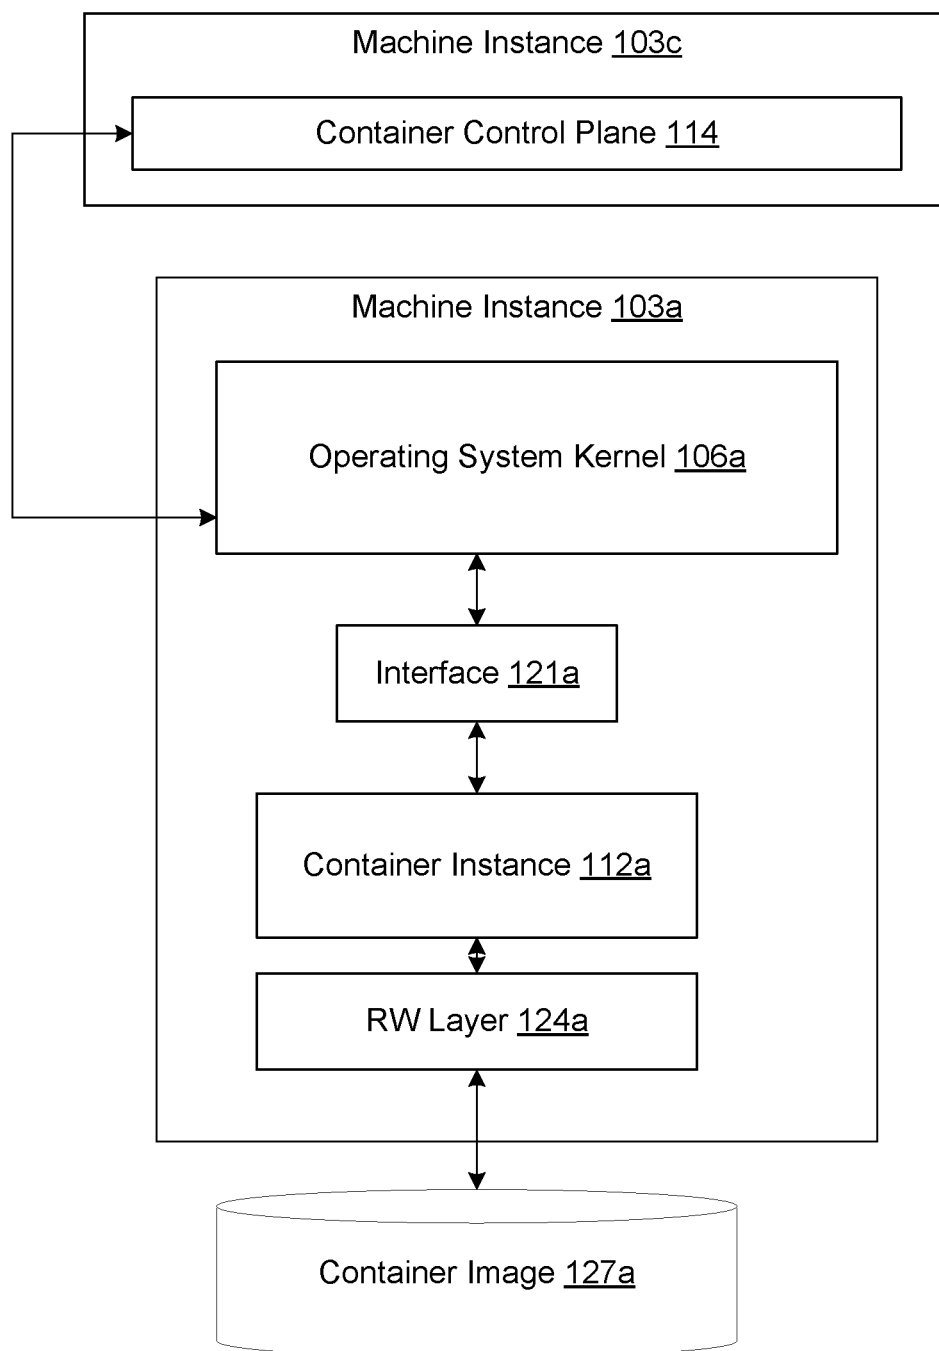 Machine Instance 103c
Container Control Plane 114
Machine Instance 103a
Operating System Kernel 106a
Interface 121a
Container Instance 112a
RW Layer 124a
Container Image 127a